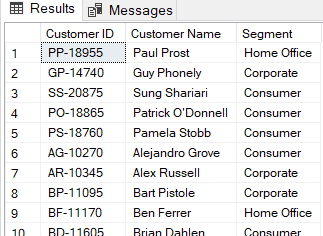 Results Messages
Customer ID Customer Name Segment
1 PP-18955 Paul Prost Home Office
2 GP-14740 Guy Phonely Corporate
3 SS-20875 Sung Shariari Consumer
4 PO-18865 Patrick O'Donnell Consumer
5 PS-18760 Pamela Stobb Consumer
6 AG-10270 Alejandro Grove Consumer
7 AR-10345 Alex Russell Corporate
8 BP-11095 Bart Pistole Corporate
9 BF-11170 Ben Ferrer Home Office
10 BD-11605 Brian Dahlen Consumer